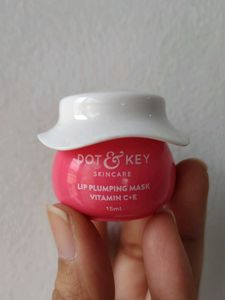 DOT & KEY
SKINCARE
LIP PLUMPING MASK
VITAMIN C+E
15ml